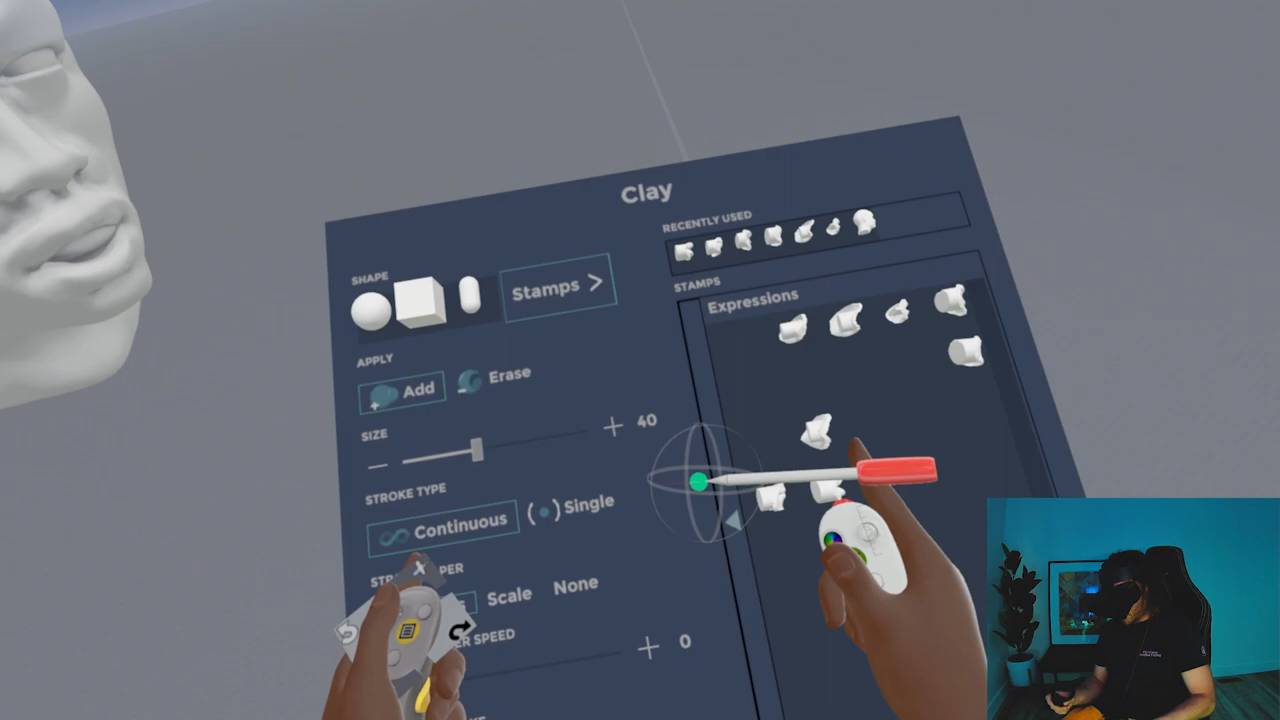 Clay
SHAPE
Stamps >
APPLY
Add
Erase
SIZE
40
STROKE TYPE
Continuous
Single
Scale
None
SPEED
0
RECENTLY USED
STAMPS
Expressions
X